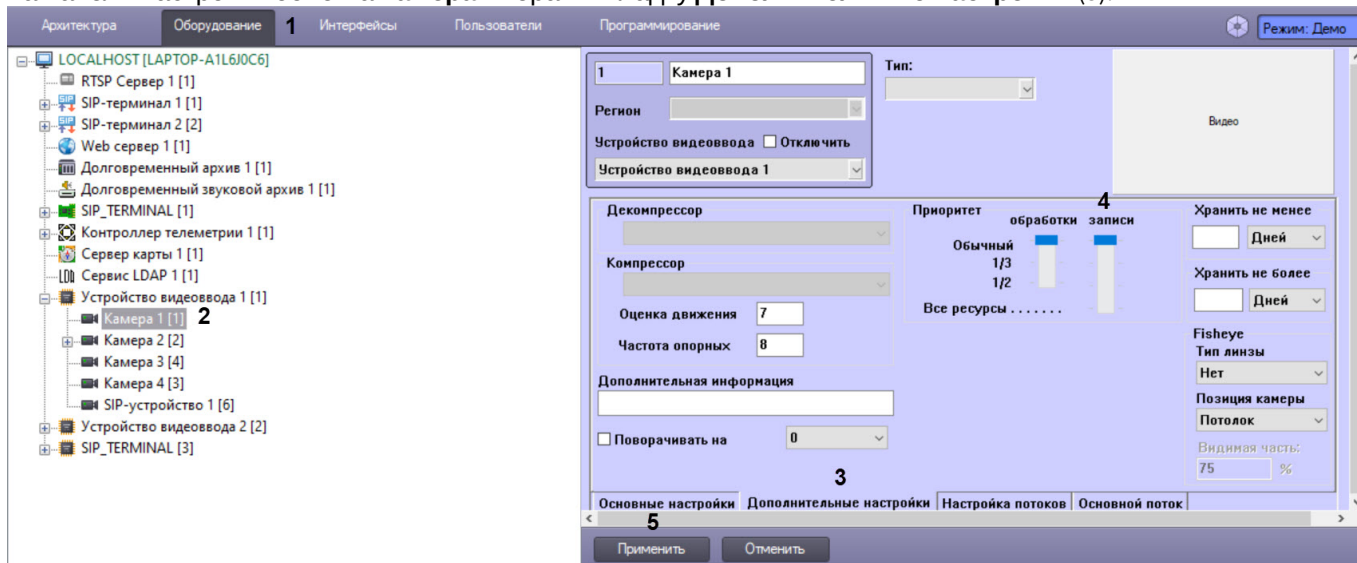 Архитектура Оборудование 1 Интерфейсы Пользователи Программирование Режим: Демо
LOCALHOST [LAPTOP-A1L6J0C6]
RTSP Сервер 1 [1]
SIP-терминал 1 [1]
SIP-терминал 2 [2]
Web сервер 1 [1]
Долговременный архив 1 [1]
Долговременный звуковой архив 1 [1]
SIP_TERMINAL [1]
Контроллер телеметрии 1 [1]
Сервер карты 1 [1]
Сервис LDAP 1 [1]
Устройство видеоввода 1 [1]
Камера 1 [1] 2
Камера 2 [2]
Камера 3 [4]
Камера 4 [3]
SIP-устройство 1 [6]
Устройство видеоввода 2 [2]
SIP_TERMINAL [3]
1 Камера 1
Регион
Устройство видеоввода Отключить
Устройство видеоввода 1
Тип:
Видео
Декомпрессор
Компрессор
Оценка движения 7
Частота опорных 8
Дополнительная информация
Поворачивать на 0
4
Приоритет обработки записи
Обычный
1/3
1/2
Все ресурсы . . . . . . .
Хранить не менее
Дней
Хранить не более
Дней
Fisheye
Тип линзы
Нет
Позиция камеры
Потолок
Видимая часть:
75 %
3
Основные настройки Дополнительные настройки Настройка потоков Основной поток
5
Применить Отменить